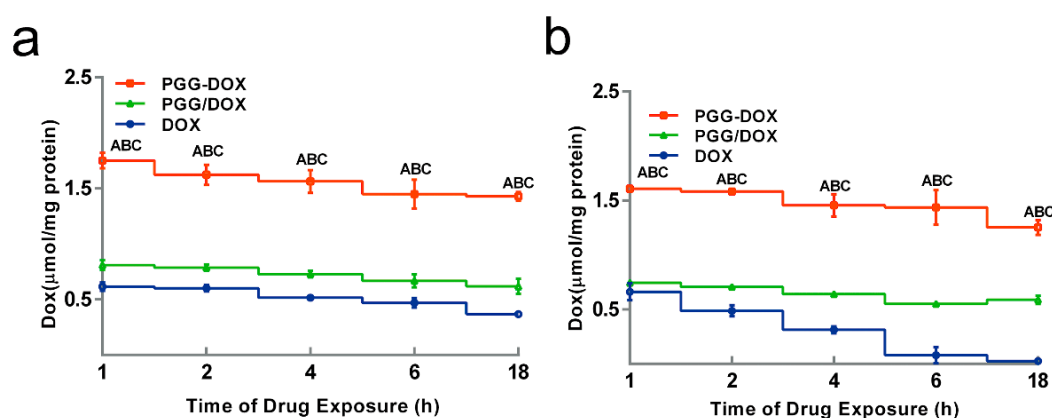 a
2.5
PGG-DOX
PGG/DOX
DOX
ABC
ABC
ABC
ABC
ABC
1.5
0.5
Dox(µmol/mg protein)
1 2 4 6 18
Time of Drug Exposure (h)
b
2.5
PGG-DOX
PGG/DOX
DOX
ABC
ABC
ABC
ABC
ABC
1.5
0.5
Dox(µmol/mg protein)
1 2 4 6 18
Time of Drug Exposure (h)